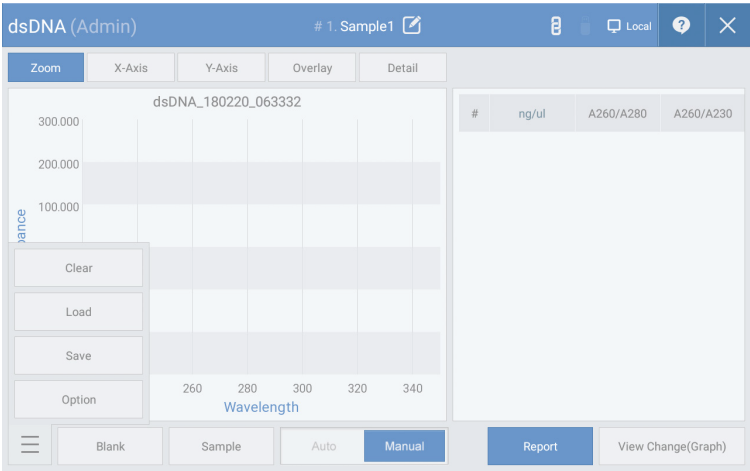 dsDNA (Admin) # 1. Sample1 Local ?
Zoom X-Axis Y-Axis Overlay Detail
dsDNA_180220_063332
300.000
200.000
100.000
# ng/ul A260/A280 A260/A230
Clear
Load
Save
Option
260 280 300 320 340
Wavelength
Blank Sample Auto Manual Report View Change(Graph)